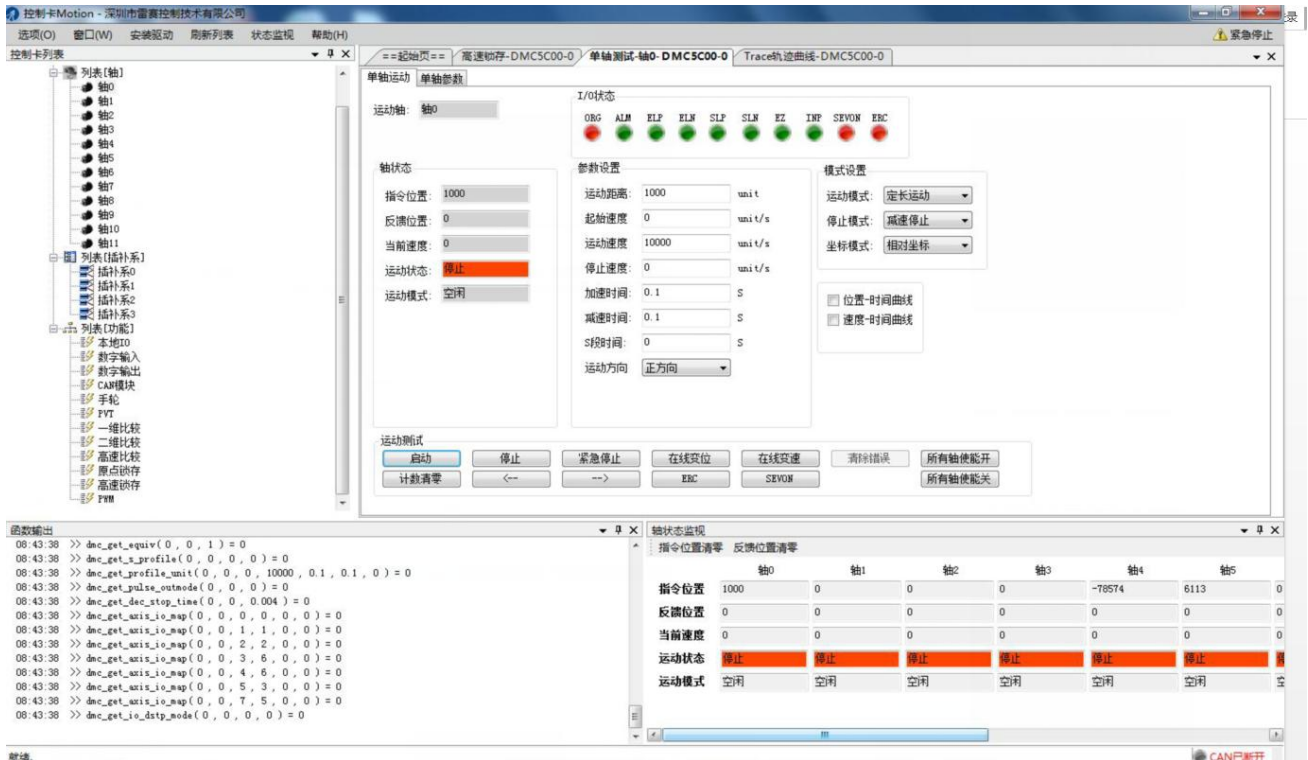 控制卡Motion - 深圳市雷赛控制技术有限公司
选项(O) 窗口(W) 安装驱动 刷新列表 状态监视 帮助(H) 紧急停止
控制卡列表
列表[轴]
轴0
轴1
轴2
轴3
轴4
轴5
轴6
轴7
轴8
轴9
轴10
轴11
列表[插补系]
插补系0
插补系1
插补系2
插补系3
列表[功能]
本地IO
数字输入
数字输出
CAN模块
手轮
PVT
一维比较
二维比较
高速比较
原点锁存
高速锁存
PWM
==起始页== 高速锁存-DMC5C00-0 单轴测试-轴0-DMC5C00-0 Trace轨迹曲线-DMC5C00-0
单轴运动 单轴参数
运动轴: 轴0
I/O状态
ORG ALM ELP ELN SLP SLN EZ INP SEVON ERC
轴状态
指令位置: 1000
反馈位置: 0
当前速度: 0
运动状态: 停止
运动模式: 空闲
参数设置
运动距离: 1000 unit
起始速度 0 unit/s
运动速度 10000 unit/s
停止速度: 0 unit/s
加速时间: 0.1 S
减速时间: 0.1 S
S段时间: 0 S
运动方向 正方向
模式设置
运动模式: 定长运动
停止模式: 减速停止
坐标模式: 相对坐标
位置-时间曲线
速度-时间曲线
运动测试
启动 停止 紧急停止 在线变位 在线变速 清除错误 所有轴使能开
计数清零 <-- --> ERC SEVON 所有轴使能关
函数输出
08:43:38 >> dmc_get_equiv( 0 , 0 , 1 ) = 0
08:43:38 >> dmc_get_s_profile( 0 , 0 , 0 , 0 ) = 0
08:43:38 >> dmc_get_profile_unit( 0 , 0 , 0 , 10000 , 0.1 , 0.1 , 0 ) = 0
08:43:38 >> dmc_get_pulse_outmode( 0 , 0 , 0 ) = 0
08:43:38 >> dmc_get_dec_stop_time( 0 , 0 , 0.004 ) = 0
08:43:38 >> dmc_get_axis_io_map( 0 , 0 , 0 , 0 , 0 , 0 ) = 0
08:43:38 >> dmc_get_axis_io_map( 0 , 0 , 1 , 1 , 0 , 0 ) = 0
08:43:38 >> dmc_get_axis_io_map( 0 , 0 , 2 , 2 , 0 , 0 ) = 0
08:43:38 >> dmc_get_axis_io_map( 0 , 0 , 3 , 6 , 0 , 0 ) = 0
08:43:38 >> dmc_get_axis_io_map( 0 , 0 , 4 , 6 , 0 , 0 ) = 0
08:43:38 >> dmc_get_axis_io_map( 0 , 0 , 5 , 3 , 0 , 0 ) = 0
08:43:38 >> dmc_get_axis_io_map( 0 , 0 , 7 , 5 , 0 , 0 ) = 0
08:43:38 >> dmc_get_io_dstp_mode( 0 , 0 , 0 , 0 ) = 0
轴状态监视
指令位置清零 反馈位置清零
轴0 轴1 轴2 轴3 轴4 轴5
指令位置 1000 0 0 0 -78574 6113 0
反馈位置 0 0 0 0 0 0 0
当前速度 0 0 0 0 0 0 0
运动状态 停止 停止 停止 停止 停止 停止
运动模式 空闲 空闲 空闲 空闲 空闲 空闲
就绪. CAN已断开